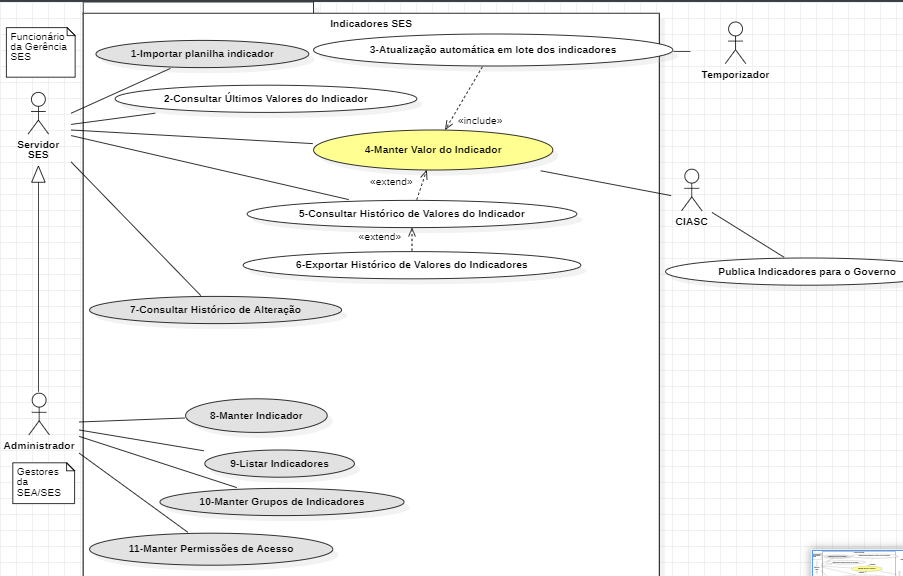 Indicadores SES
Funcionário
da Gerência
SES
1-Importar planilha indicador
3-Atualização automática em lote dos indicadores
Temporizador
2-Consultar Últimos Valores do Indicador
«include»
Servidor
SES
4-Manter Valor do Indicador
«extend»
5-Consultar Histórico de Valores do Indicador
CIASC
«extend»
6-Exportar Histórico de Valores do Indicadores
Publica Indicadores para o Governo
7-Consultar Histórico de Alteração
8-Manter Indicador
Administrador
9-Listar Indicadores
Gestores
da
SEA/SES
10-Manter Grupos de Indicadores
11-Manter Permissões de Acesso